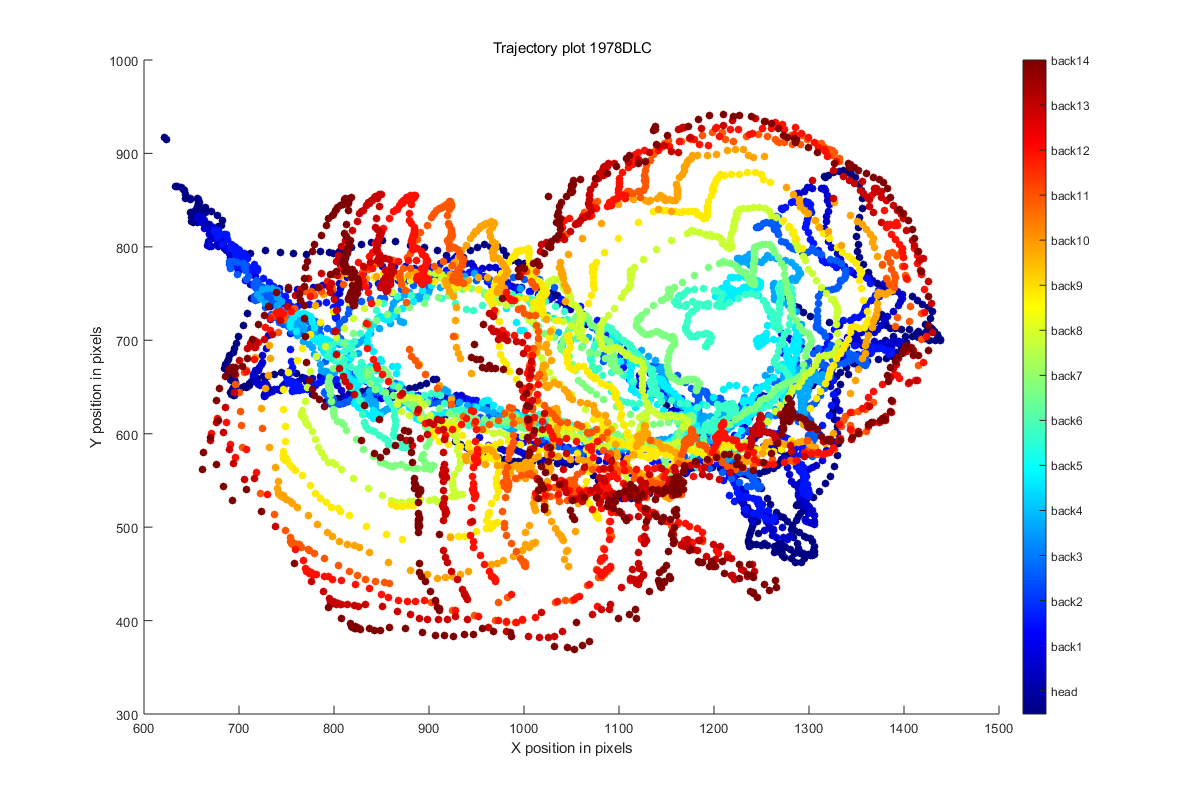 Trajectory plot 1978DLC
1000
900
800
700
600
500
400
300
Y position in pixels
600
700
800
900
1000
1100
1200
1300
1400
1500
X position in pixels
back14
back13
back12
back11
back10
back9
back8
back7
back6
back5
back4
back3
back2
back1
head